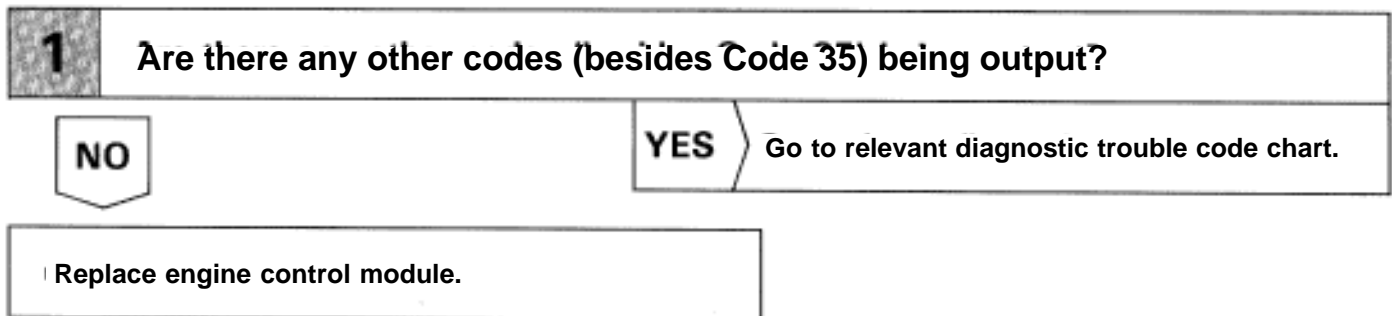 1
Are there any other codes (besides Code 35) being output?
NO
YES
Go to relevant diagnostic trouble code chart.
Replace engine control module.